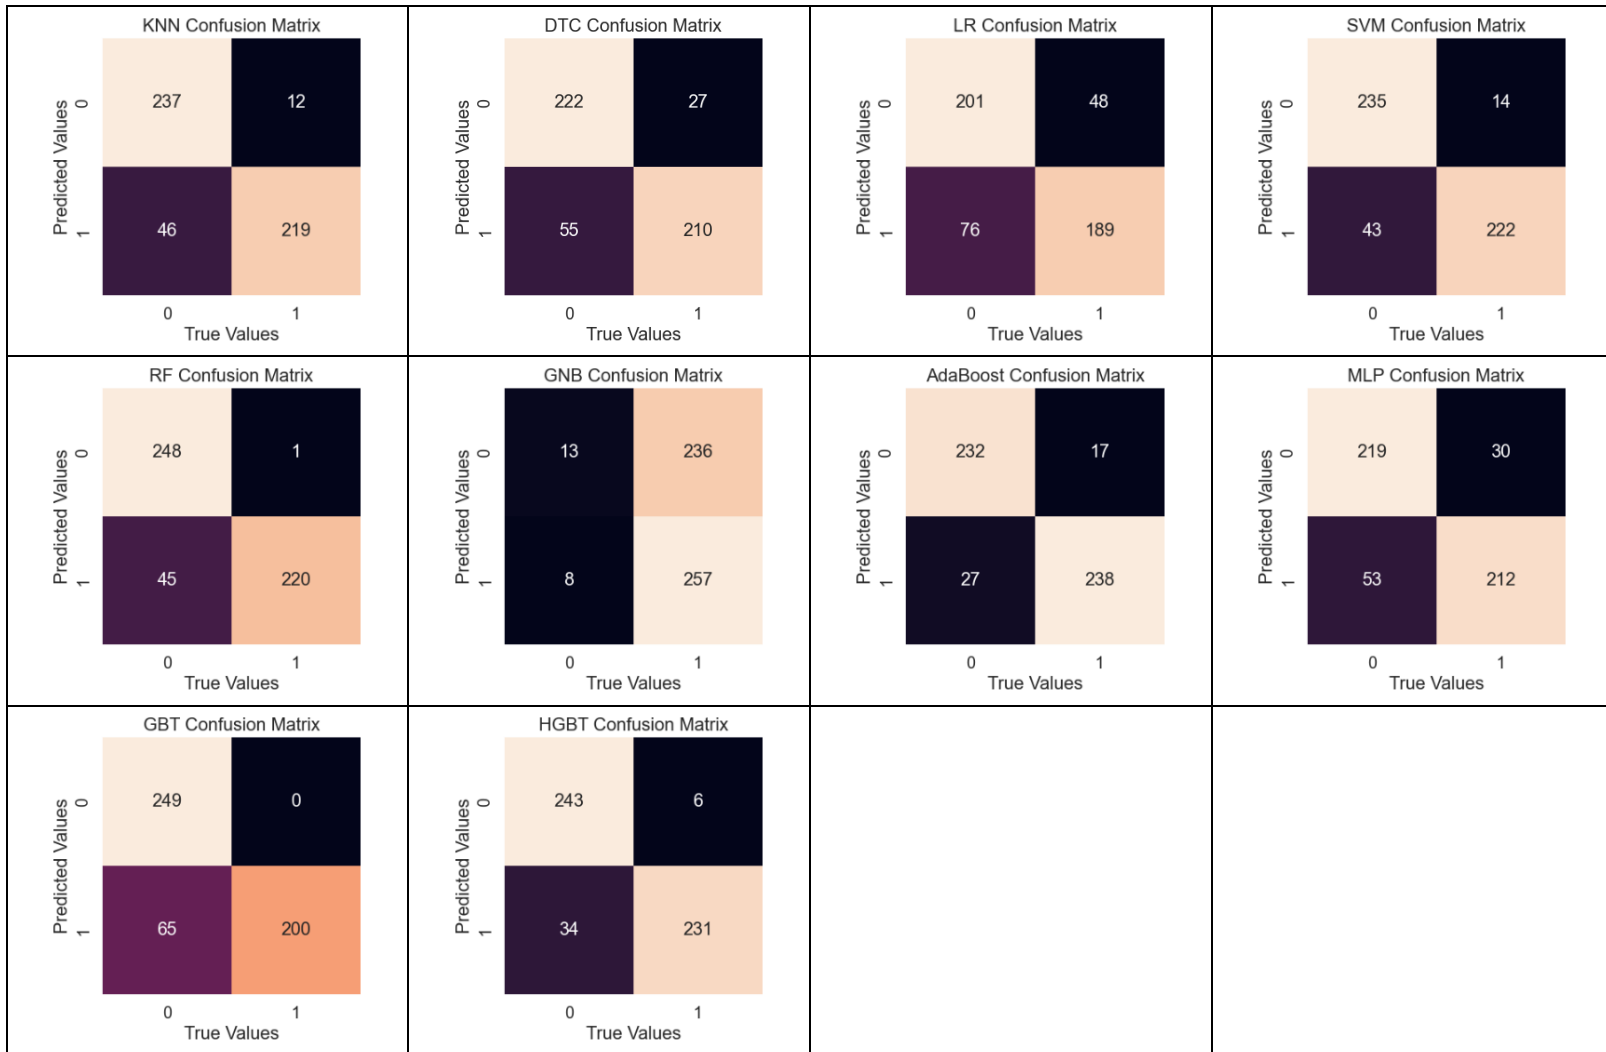 KNN Confusion Matrix
Predicted Values
0
1
237
12
46
219
0
1
True Values
DTC Confusion Matrix
Predicted Values
0
1
222
27
55
210
0
1
True Values
LR Confusion Matrix
Predicted Values
0
1
201
48
76
189
0
1
True Values
SVM Confusion Matrix
Predicted Values
0
1
235
14
43
222
0
1
True Values
RF Confusion Matrix
Predicted Values
0
1
248
1
45
220
0
1
True Values
GNB Confusion Matrix
Predicted Values
0
1
13
236
8
257
0
1
True Values
AdaBoost Confusion Matrix
Predicted Values
0
1
232
17
27
238
0
1
True Values
MLP Confusion Matrix
Predicted Values
0
1
219
30
53
212
0
1
True Values
GBT Confusion Matrix
Predicted Values
0
1
249
0
65
200
0
1
True Values
HGBT Confusion Matrix
Predicted Values
0
1
243
6
34
231
0
1
True Values